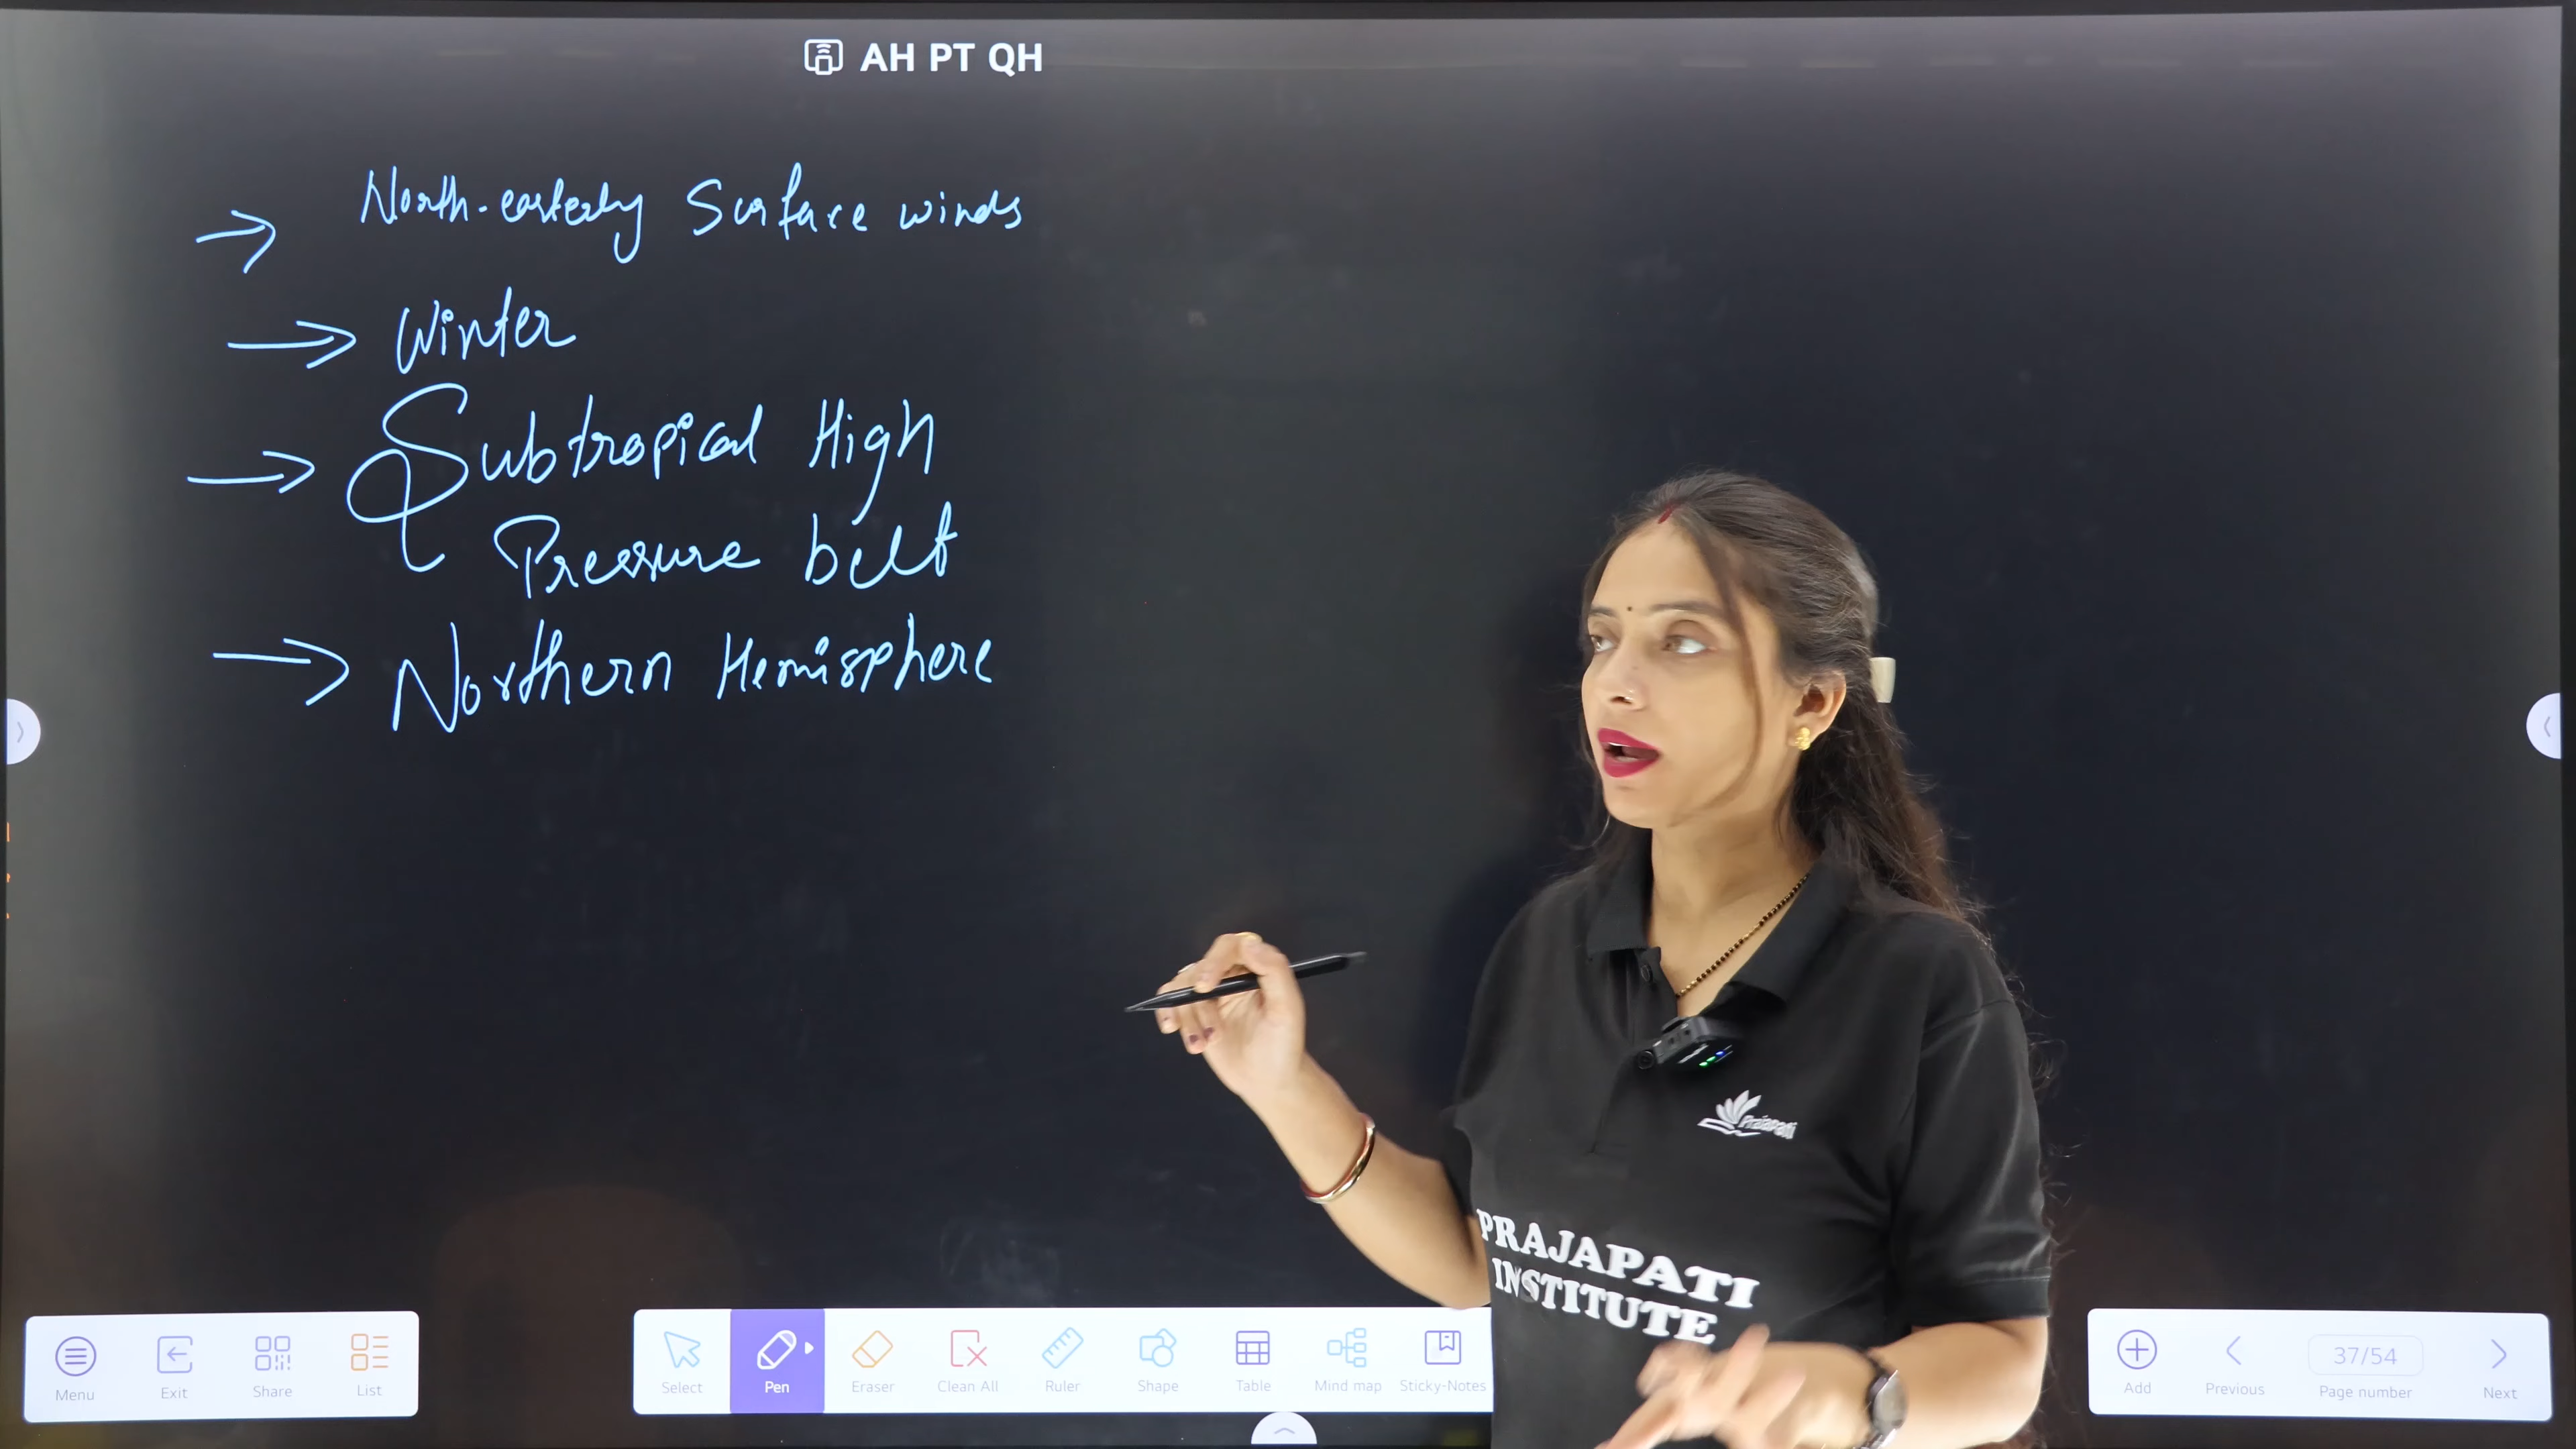 AH PT QH
→ North-easterly Surface winds
→ Winter
→ Subtropical High
Pressure belt
→ Northern Hemisphere
Prajapati
PRAJAPATI
INSTITUTE
Menu Exit Share List Select Pen Eraser Clean All Ruler Shape Table Mind map Sticky-Notes Add Previous 37/54 Page number Next